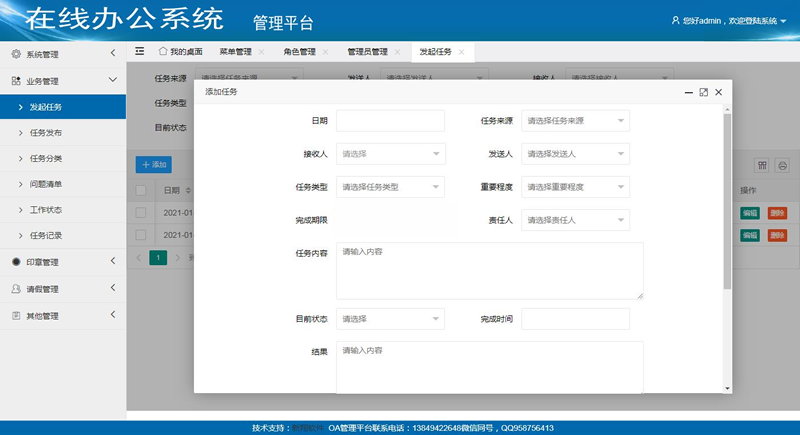 在线办公系统 管理平台
您好admin，欢迎登陆系统
系统管理
业务管理
发起任务
任务发布
任务分类
问题清单
工作状态
任务记录
印章管理
请假管理
其他管理
我的桌面 菜单管理 角色管理 管理员管理 发起任务
任务来源 请选择任务来源 发送人 请选择发送人 接收人 请选择接收人
任务类型
目前状态
+ 添加
日期 操作
2021-01 编辑 删除
2021-01 编辑 删除
1
添加任务
日期 任务来源 请选择任务来源
接收人 请选择 发送人 请选择发送人
任务类型 请选择任务类型 重要程度 请选择重要程度
完成期限 责任人 请选择责任人
任务内容 请输入内容
目前状态 请选择 完成时间
结果 请输入内容
技术支持： OA管理平台联系电话：13849422648微信同号，QQ958756413